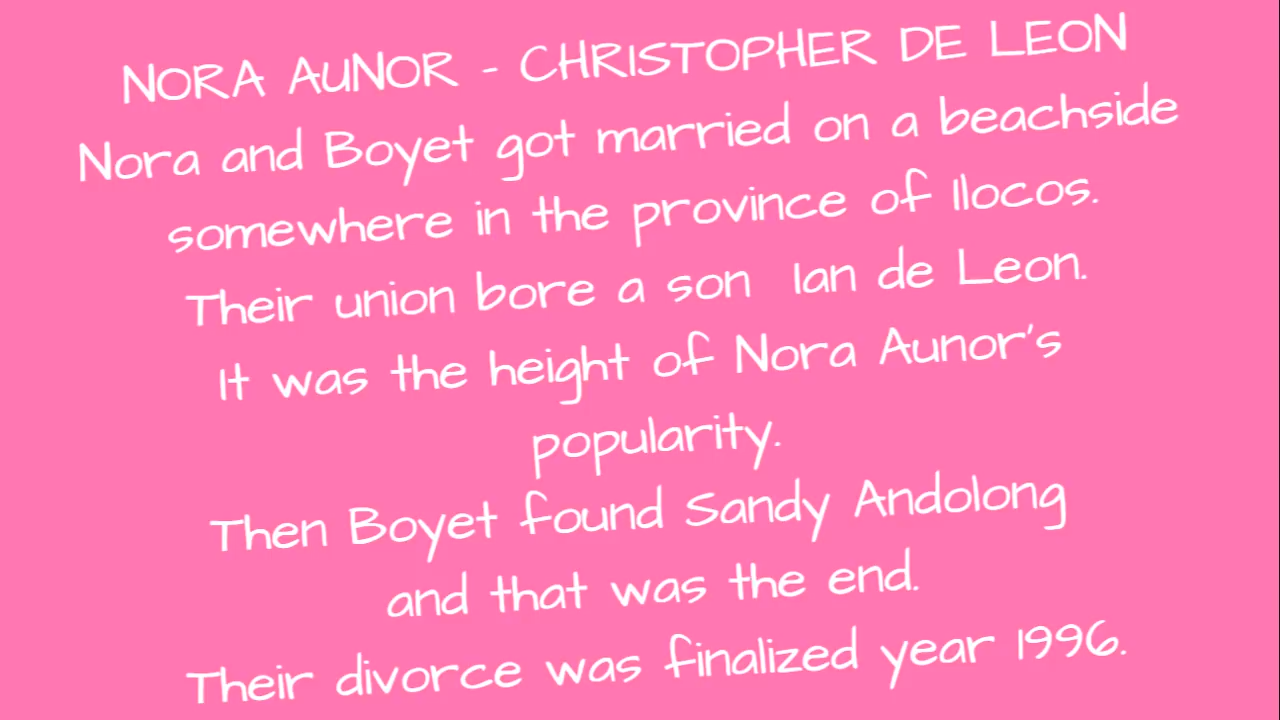 NORA AUNOR - CHRISTOPHER DE LEON
Nora and Boyet got married on a beachside
somewhere in the province of Ilocos.
Their union bore a son Ian de Leon.
It was the height of Nora Aunor's
popularity.
Then Boyet found Sandy Andolong
and that was the end.
Their divorce was finalized year 1996.